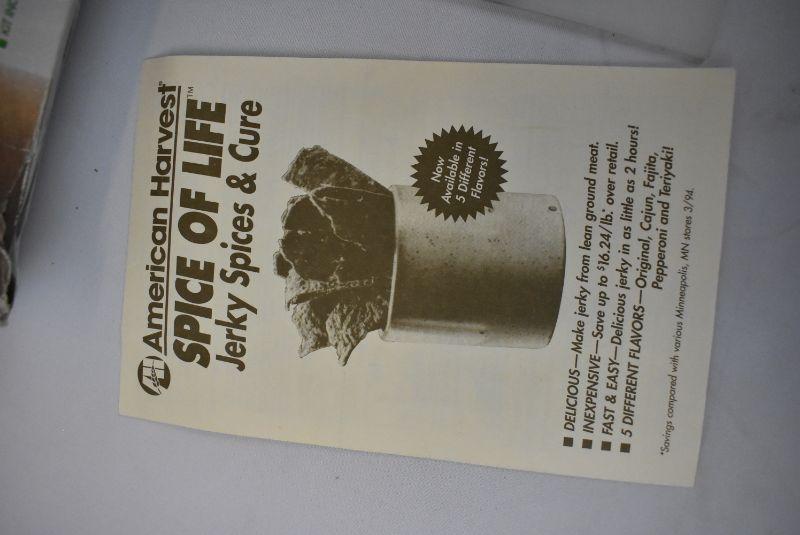 American Harvest®
SPICE OF LIFE™
Jerky Spices & Cure
Now
Available in
5 Different
Flavors!
■ DELICIOUS—Make jerky from lean ground meat.
■ INEXPENSIVE—Save up to $16.24/lb.* over retail.
■ FAST & EASY—Delicious jerky in as little as 2 hours!
■ 5 DIFFERENT FLAVORS—Original, Cajun, Fajita,
Pepperoni and Teriyaki!
*Savings compared with various Minneapolis, MN stores 3/94.